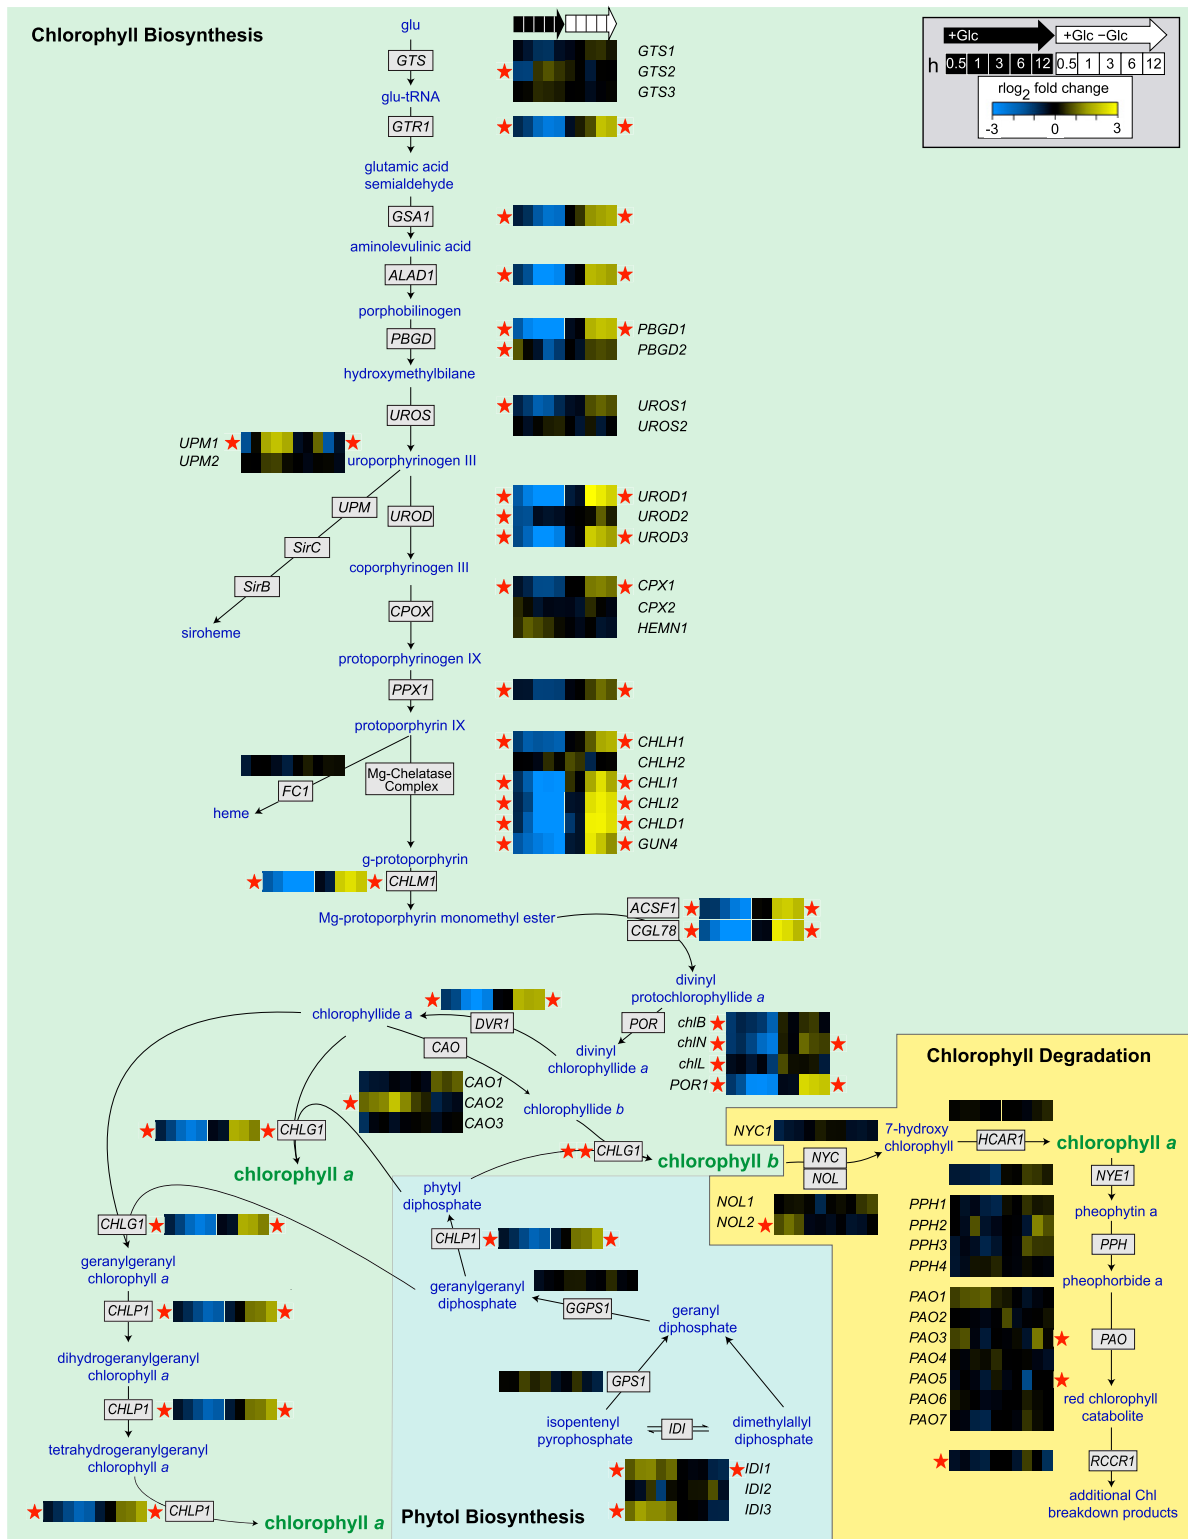 Chlorophyll Biosynthesis
glu
GTS
GTS1
GTS2
GTS3
glu-tRNA
GTR1
glutamic acid
semialdehyde
GSA1
aminolevulinic acid
ALAD1
porphobilinogen
PBGD
PBGD1
PBGD2
hydroxymethylbilane
UROS
UROS1
UROS2
UPM1
UPM2
uroporphyrinogen III
UPM
SirC
SirB
siroheme
UROD
UROD1
UROD2
UROD3
coporphyrinogen III
CPOX
CPX1
CPX2
HEMN1
protoporphyrinogen IX
PPX1
protoporphyrin IX
FC1
heme
Mg-Chelatase
Complex
CHLH1
CHLH2
CHLI1
CHLI2
CHLD1
GUN4
g-protoporphyrin
CHLM1
Mg-protoporphyrin monomethyl ester
ACSF1
CGL78
divinyl
protochlorophyllide a
POR
chlB
chlN
chlL
POR1
divinyl
chlorophyllide a
DVR1
chlorophyllide a
CAO
CAO1
CAO2
CAO3
chlorophyllide b
CHLG1
chlorophyll a
CHLG1
chlorophyll b
CHLG1
geranylgeranyl
chlorophyll a
CHLP1
dihydrogeranylgeranyl
chlorophyll a
CHLP1
tetrahydrogeranylgeranyl
chlorophyll a
CHLP1
chlorophyll a
phytyl
diphosphate
CHLP1
geranylgeranyl
diphosphate
GGPS1
geranyl
diphosphate
GPS1
isopentenyl
pyrophosphate
IDI
dimethylallyl
diphosphate
IDI1
IDI2
IDI3
Phytol Biosynthesis
Chlorophyll Degradation
NYC1
NYC
NOL
NOL1
NOL2
7-hydroxy
chlorophyll
HCAR1
chlorophyll a
NYE1
pheophytin a
PPH1
PPH2
PPH3
PPH4
PPH
pheophorbide a
PAO1
PAO2
PAO3
PAO4
PAO5
PAO6
PAO7
PAO
red chlorophyll
catabolite
RCCR1
additional Chl
breakdown products
+Glc +Glc −Glc
h 0.5 1 3 6 12 0.5 1 3 6 12
rlog2 fold change
-3 0 3